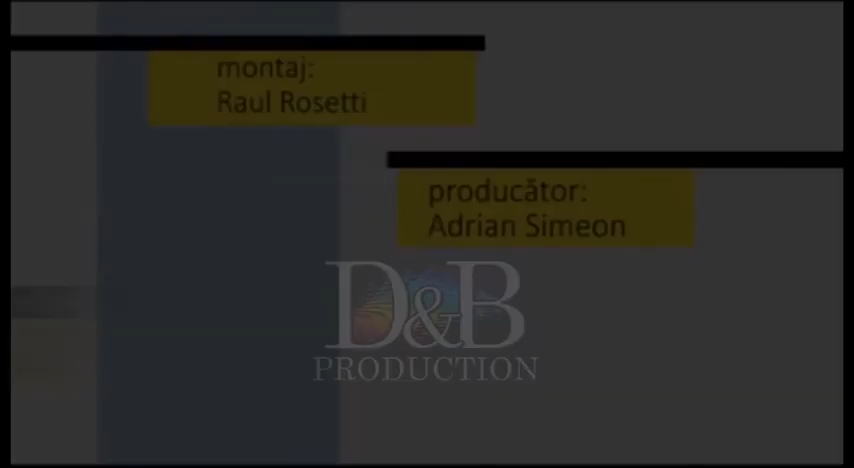 montaj:
Raul Rosetti
producător:
Adrian Simeon
D&B
PRODUCTION